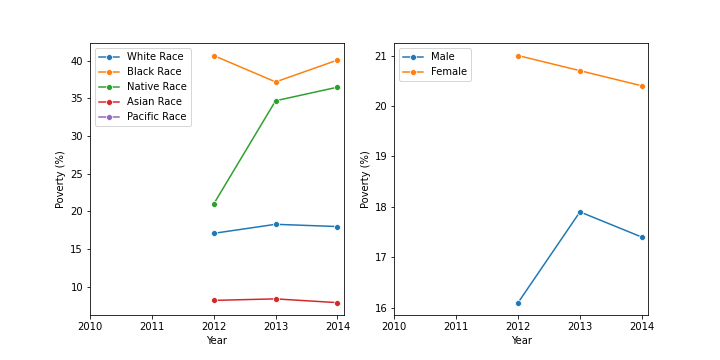 White Race
Black Race
Native Race
Asian Race
Pacific Race
40
35
30
25
20
15
10
Poverty (%)
2010 2011 2012 2013 2014
Year
Male
Female
21
20
19
18
17
16
Poverty (%)
2010 2011 2012 2013 2014
Year